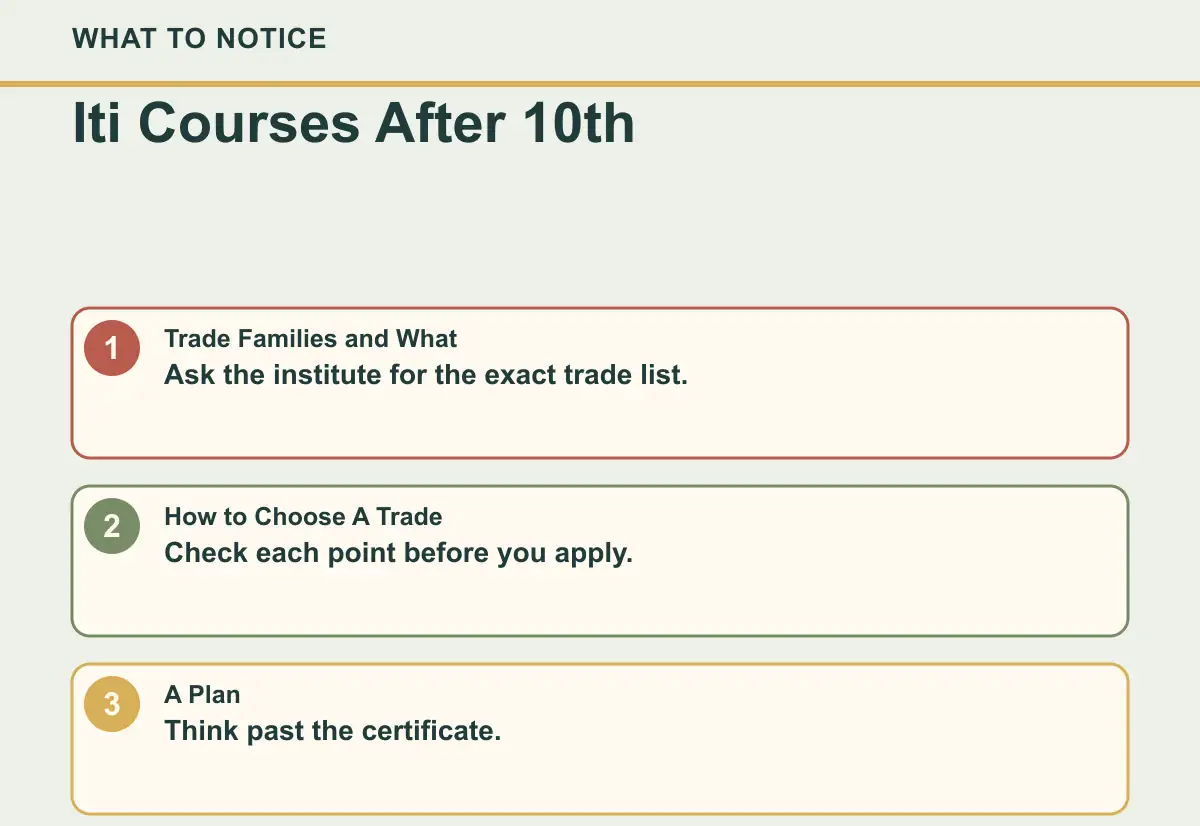 WHAT TO NOTICE
Iti Courses After 10th
1
Trade Families and What
Ask the institute for the exact trade list.
2
How to Choose A Trade
Check each point before you apply.
3
A Plan
Think past the certificate.